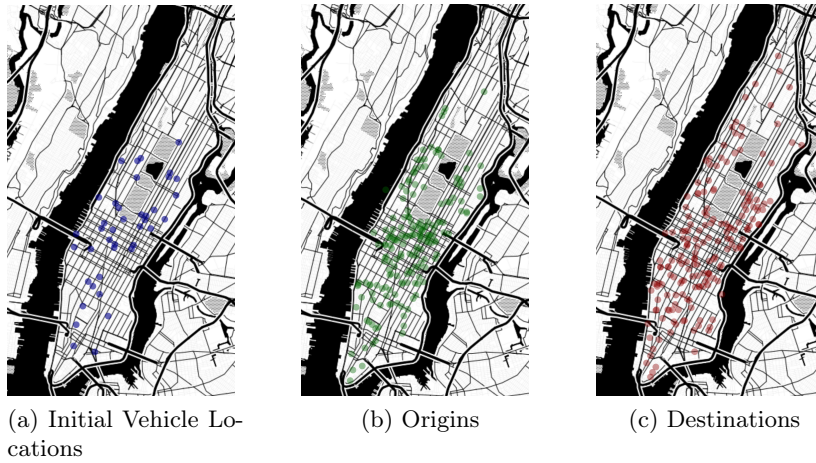 (a) Initial Vehicle Lo-
cations
(b) Origins
(c) Destinations